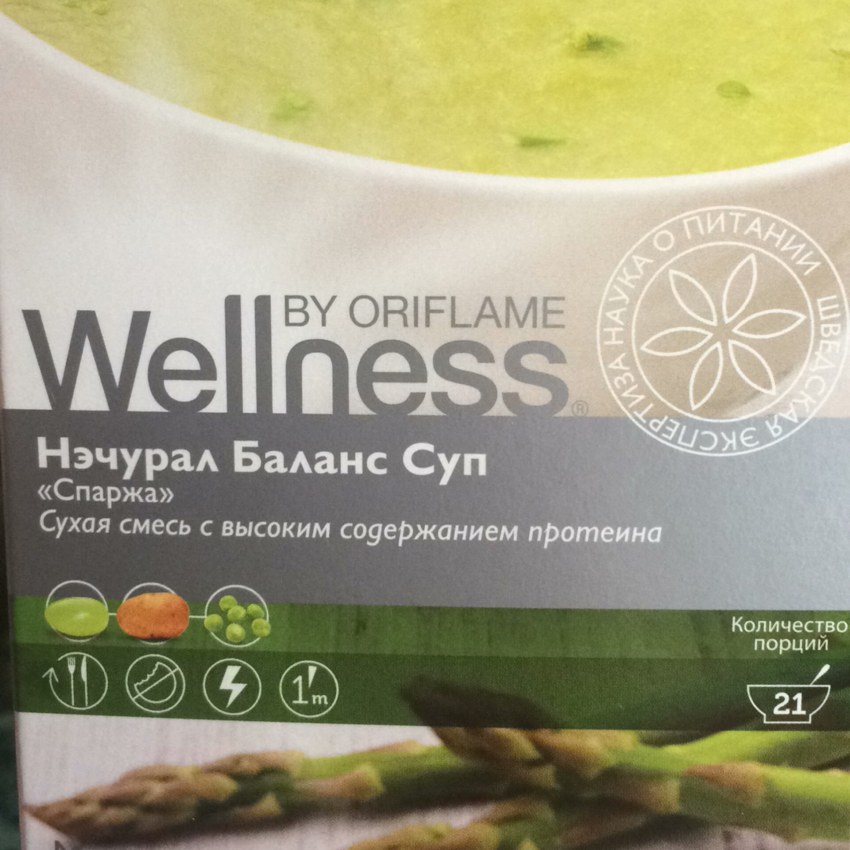 BY ORIFLAME
Wellness®
НАУКА О ПИТАНИИ
ШВЕДСКАЯ ЭКСПЕРТИЗА
Нэчурал Баланс Суп
«Спаржа»
Сухая смесь с высоким содержанием протеина
Количество
порций
1m
21